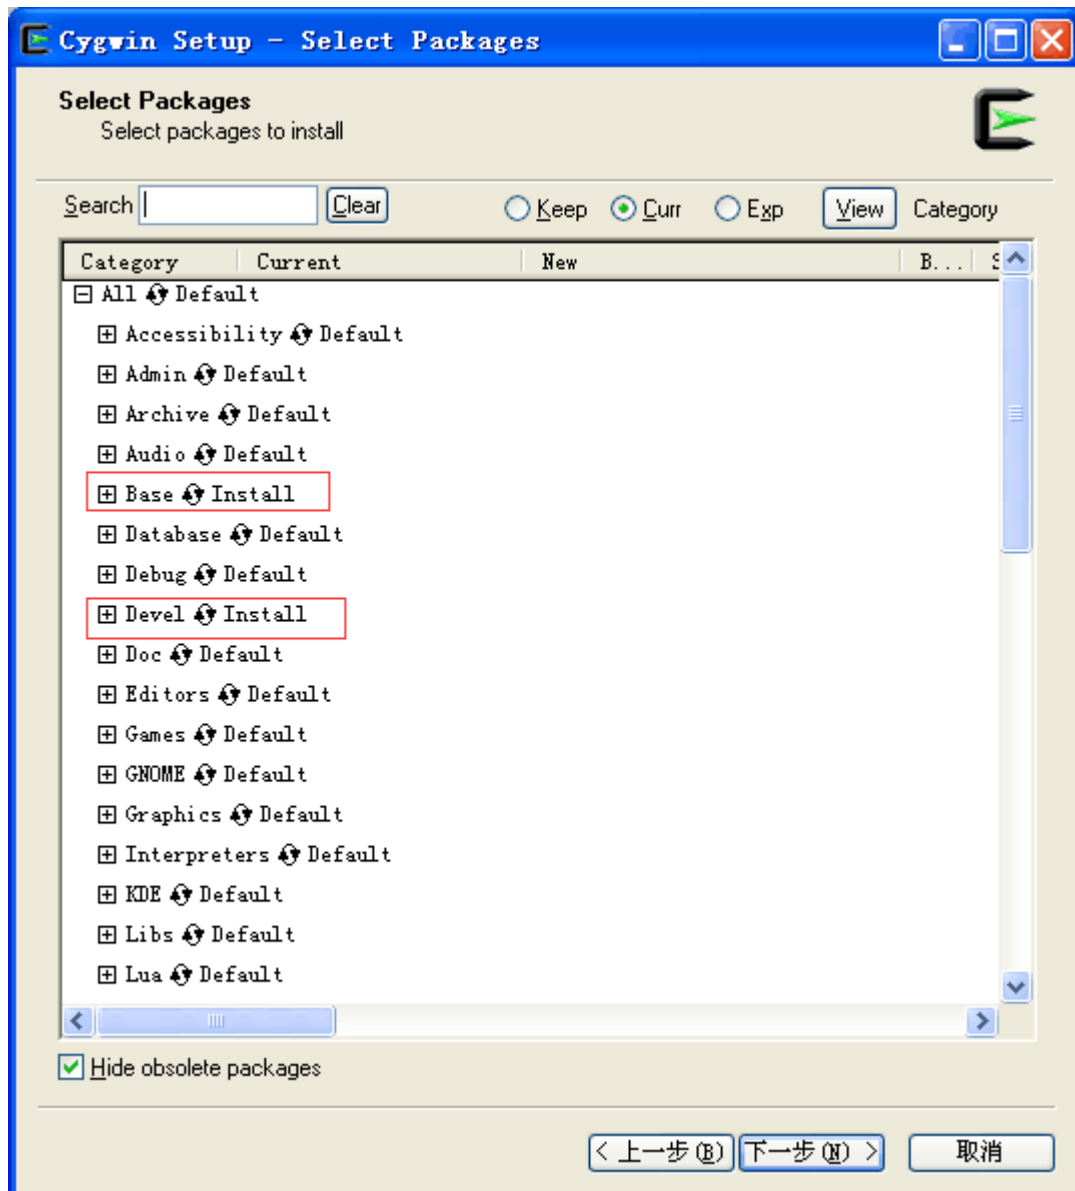 Cygwin Setup - Select Packages
Select Packages
Select packages to install
Search Clear Keep Curr Exp View Category
Category Current New B... S
All Default
Accessibility Default
Admin Default
Archive Default
Audio Default
Base Install
Database Default
Debug Default
Devel Install
Doc Default
Editors Default
Games Default
GNOME Default
Graphics Default
Interpreters Default
KDE Default
Libs Default
Lua Default
Hide obsolete packages
< 上一步(B) 下一步(N) > 取消